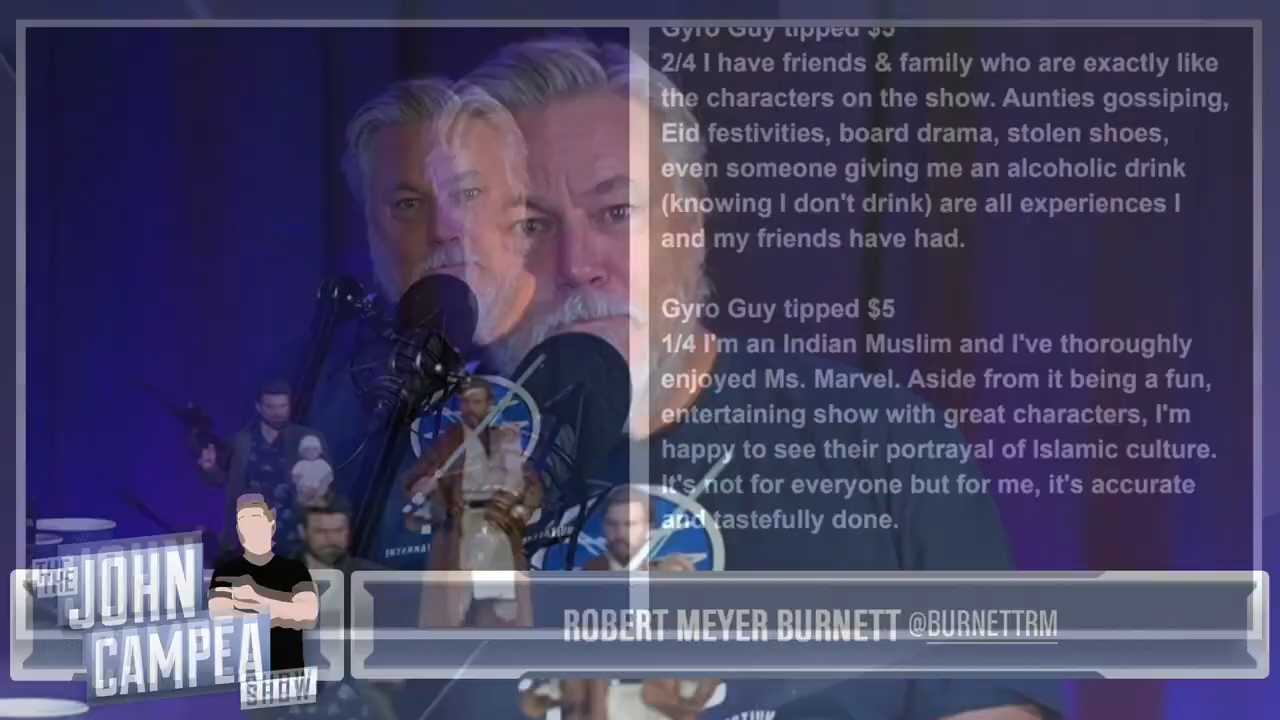 Gyro Guy tipped $5
2/4 I have friends & family who are exactly like
the characters on the show. Aunties gossiping,
Eid festivities, board drama, stolen shoes,
even someone giving me an alcoholic drink
(knowing I don't drink) are all experiences I
and my friends have had.
Gyro Guy tipped $5
1/4 I'm an Indian Muslim and I've thoroughly
enjoyed Ms. Marvel. Aside from it being a fun,
entertaining show with great characters, I'm
happy to see their portrayal of Islamic culture.
It's not for everyone but for me, it's accurate
and tastefully done.
THE
JOHN
CAMPEA
SHOW
ROBERT MEYER BURNETT @BURNETTRM